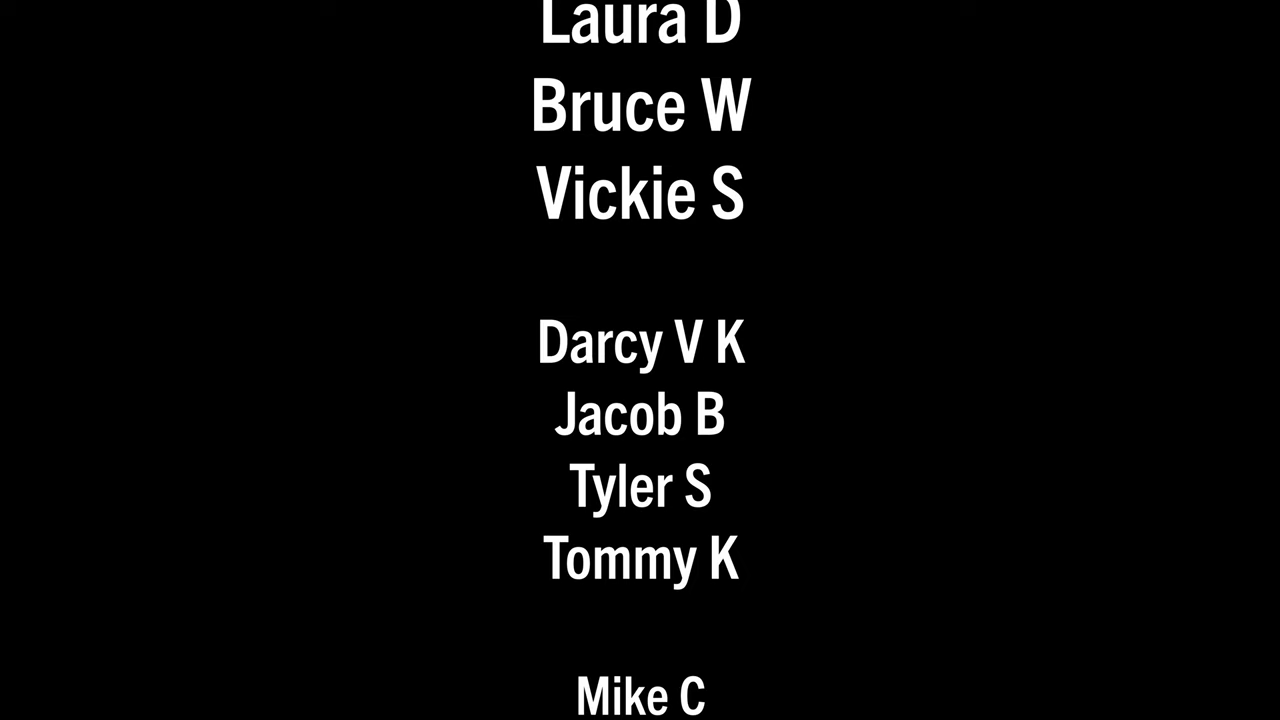 Laura D
Bruce W
Vickie S
Darcy V K
Jacob B
Tyler S
Tommy K
Mike C